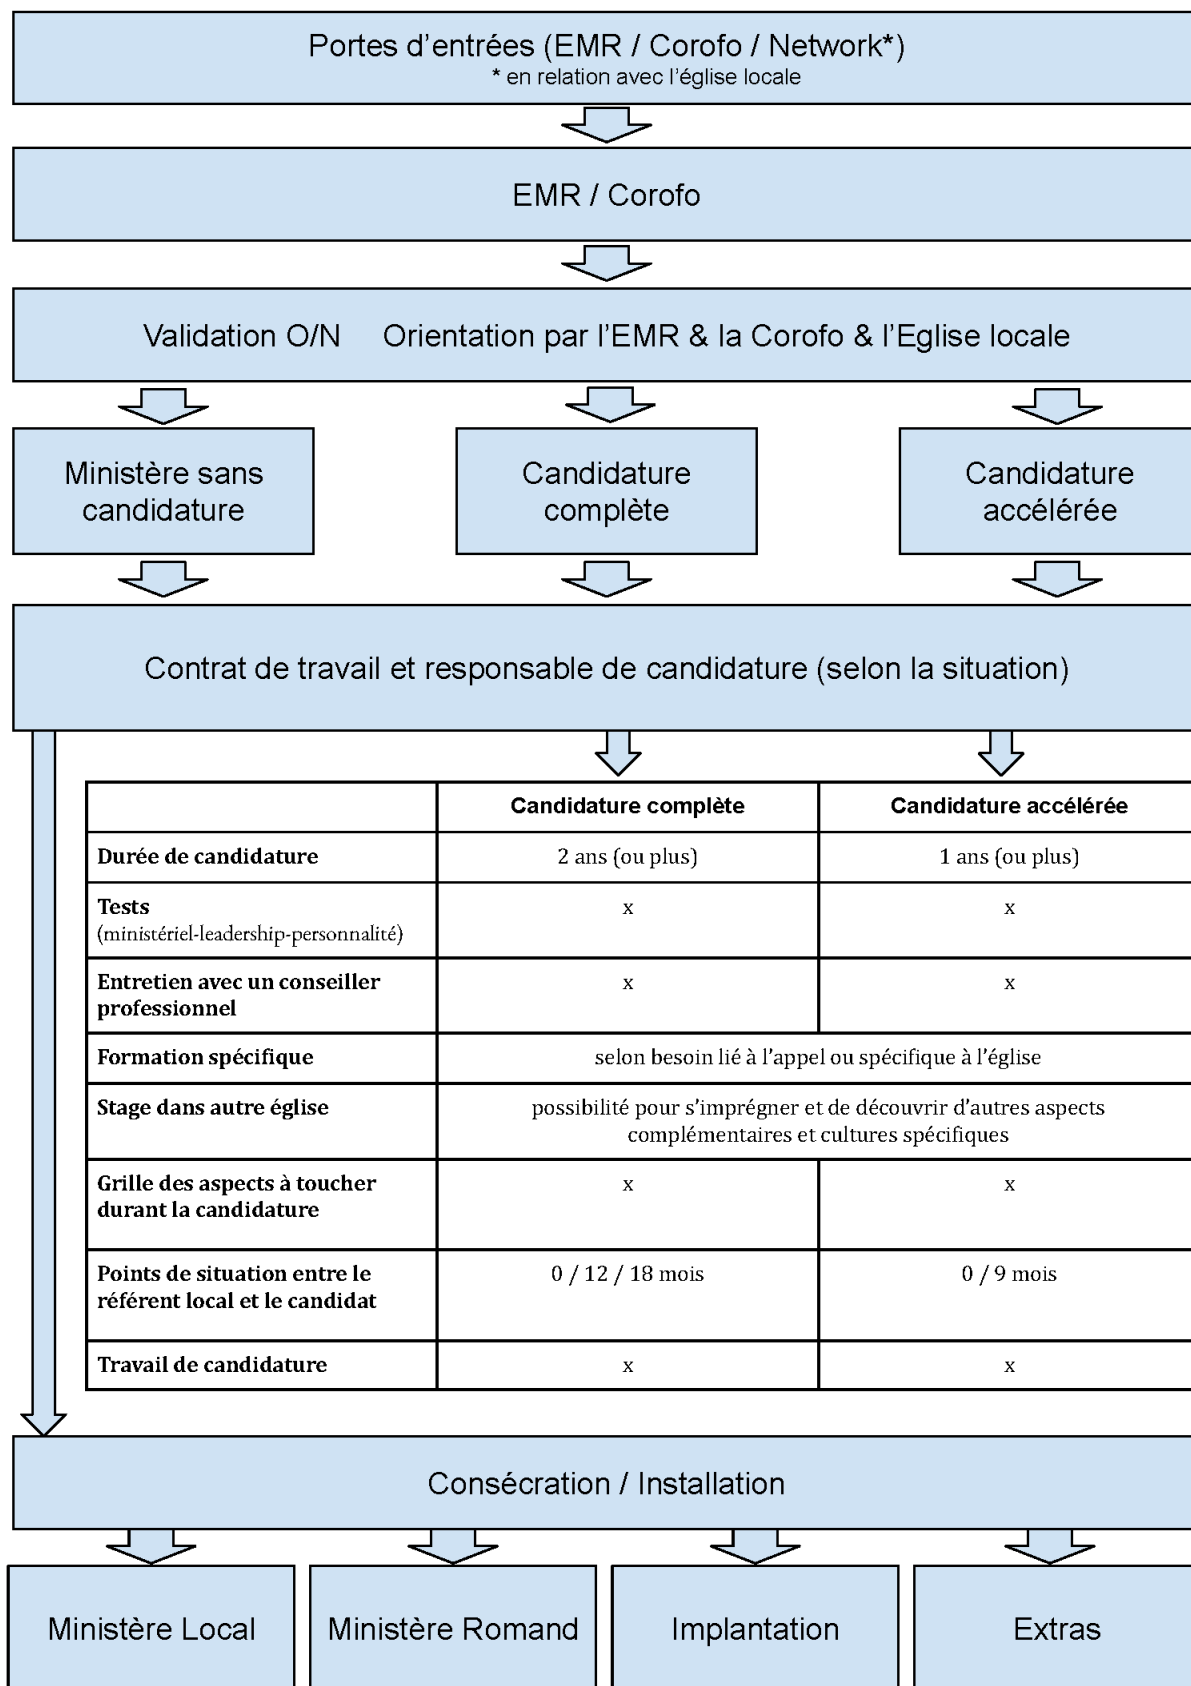 Portes d'entrées (EMR / Corofo / Network*)
* en relation avec l'église locale
EMR / Corofo
Validation O/N Orientation par l'EMR & la Corofo & l'Eglise locale
Ministère sans
candidature
Candidature
complète
Candidature
accélérée
Contrat de travail et responsable de candidature (selon la situation)
Candidature complète
Candidature accélérée
Durée de candidature
2 ans (ou plus)
1 ans (ou plus)
Tests
(ministériel-leadership-personnalité)
x
x
Entretien avec un conseiller
professionnel
x
x
Formation spécifique
selon besoin lié à l'appel ou spécifique à l'église
Stage dans autre église
possibilité pour s'imprégner et de découvrir d'autres aspects
complémentaires et cultures spécifiques
Grille des aspects à toucher
durant la candidature
x
x
Points de situation entre le
référent local et le candidat
0 / 12 / 18 mois
0 / 9 mois
Travail de candidature
x
x
Consécration / Installation
Ministère Local
Ministère Romand
Implantation
Extras